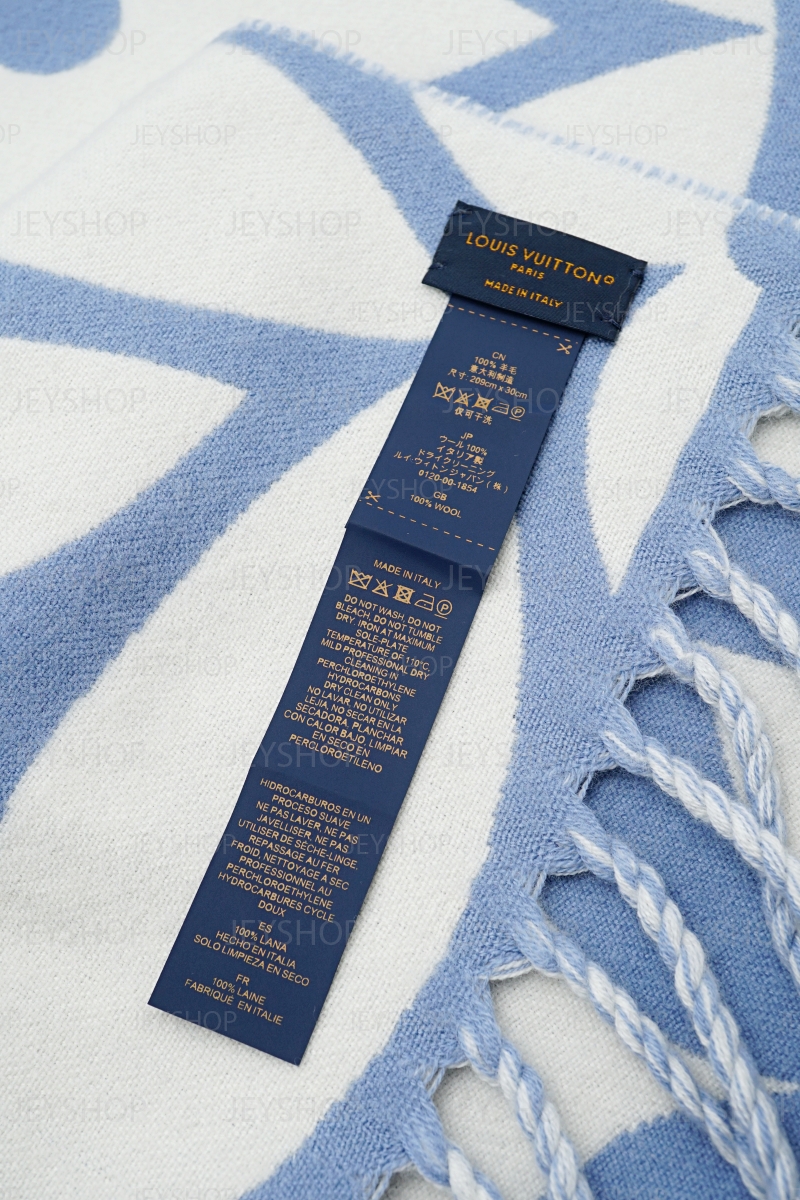 LOUIS VUITTON
PARIS
MADE IN ITALY
CN
100% 羊毛
意大利制造
尺寸: 209cm x 30cm
P
仅可干洗
JP
ウール100%
イタリア製
ドライクリーニング
ルイ.ヴィトンジャパン(株)
0120-00-1854
GB
100% WOOL
MADE IN ITALY
P
DO NOT WASH, DO NOT
BLEACH, DO NOT TUMBLE
DRY. IRON AT MAXIMUM
SOLE-PLATE
TEMPERATURE OF 110°C,
MILD PROFESSIONAL DRY
CLEANING IN
PERCHLOROETHYLENE
HYDROCARBONS
DRY CLEAN ONLY
NO LAVAR, NO UTILIZAR
LEJIA, NO SECAR EN LA
SECADORA, PLANCHAR
CON CALOR BAJO, LIMPIAR
EN SECO EN
PERCLOROETILENO
HIDROCARBUROS EN UN
PROCESO SUAVE
NE PAS LAVER, NE PAS
JAVELLISER, NE PAS
UTILISER DE SÈCHE-LINGE,
REPASSAGE AU FER
FROID, NETTOYAGE À SEC
PROFESSIONNEL AU
PERCHLOROETHYLENE
HYDROCARBURES CYCLE
DOUX
ES
100% LANA
HECHO EN ITALIA
SOLO LIMPIEZA EN SECO
FR
100% LAINE
FABRIQUÉ EN ITALIE
JEYSHOP